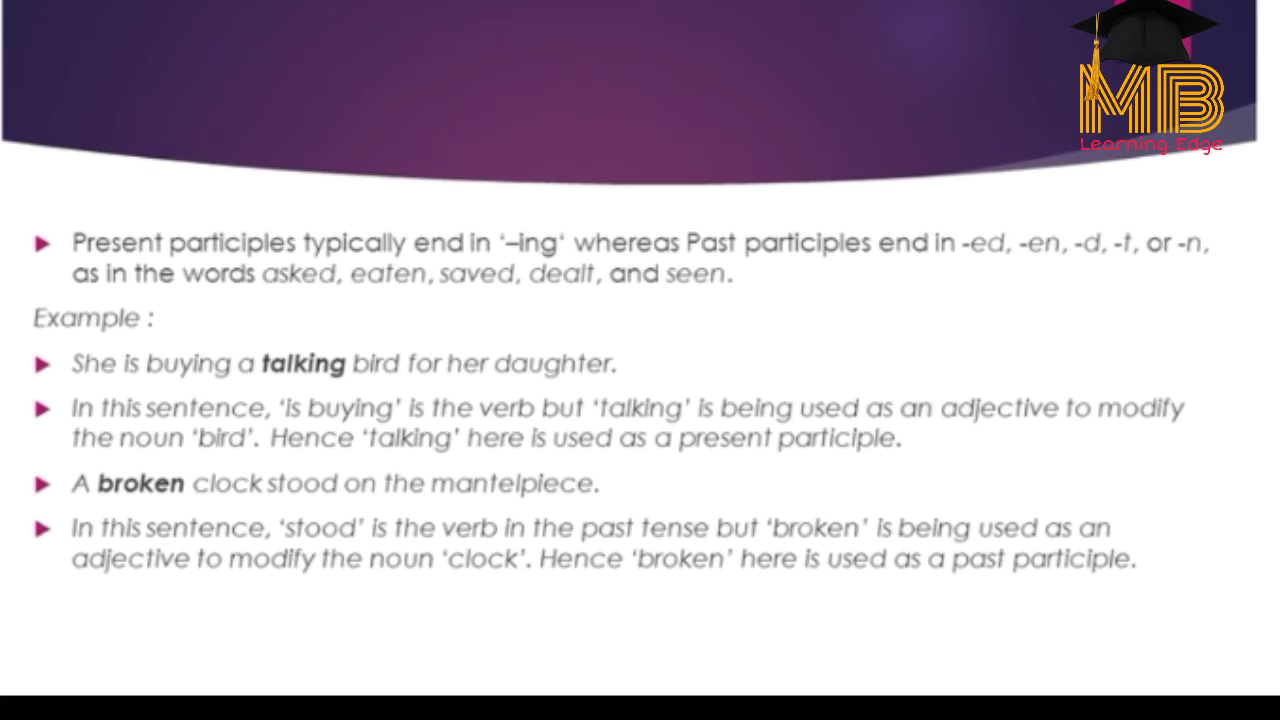 MB
Learning Edge
Present participles typically end in ‘–ing‘ whereas Past participles end in -ed, -en, -d, -t, or -n,
as in the words asked, eaten, saved, dealt, and seen.
Example :
She is buying a talking bird for her daughter.
In this sentence, ‘is buying’ is the verb but ‘talking’ is being used as an adjective to modify
the noun ‘bird’. Hence ‘talking’ here is used as a present participle.
A broken clock stood on the mantelpiece.
In this sentence, ‘stood’ is the verb in the past tense but ‘broken’ is being used as an
adjective to modify the noun ‘clock’. Hence ‘broken’ here is used as a past participle.